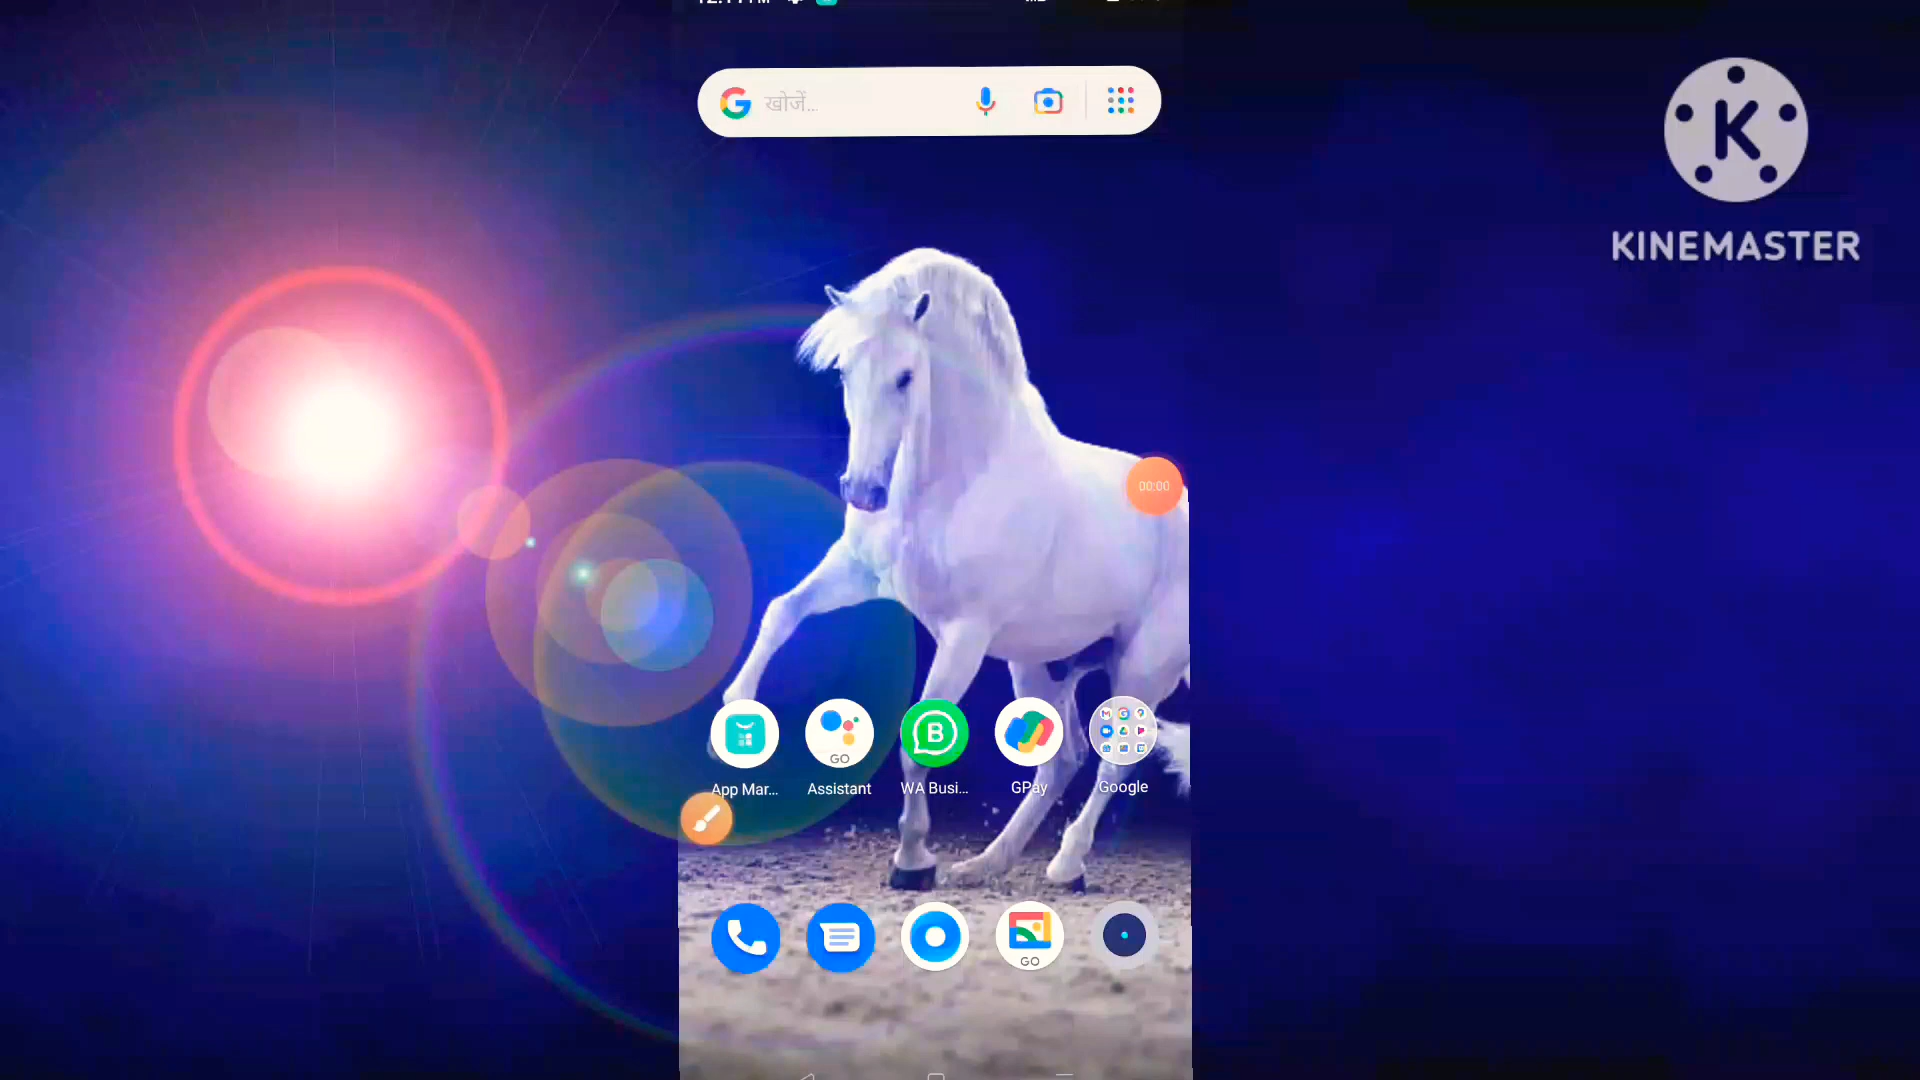 खोजें...
KINEMASTER
00:00
GO
App Mar...
Assistant
WA Busi...
GPay
Google
GO